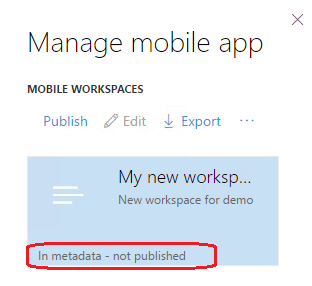 Manage mobile app
MOBILE WORKSPACES
Publish Edit Export ...
My new worksp...
New workspace for demo
In metadata - not published